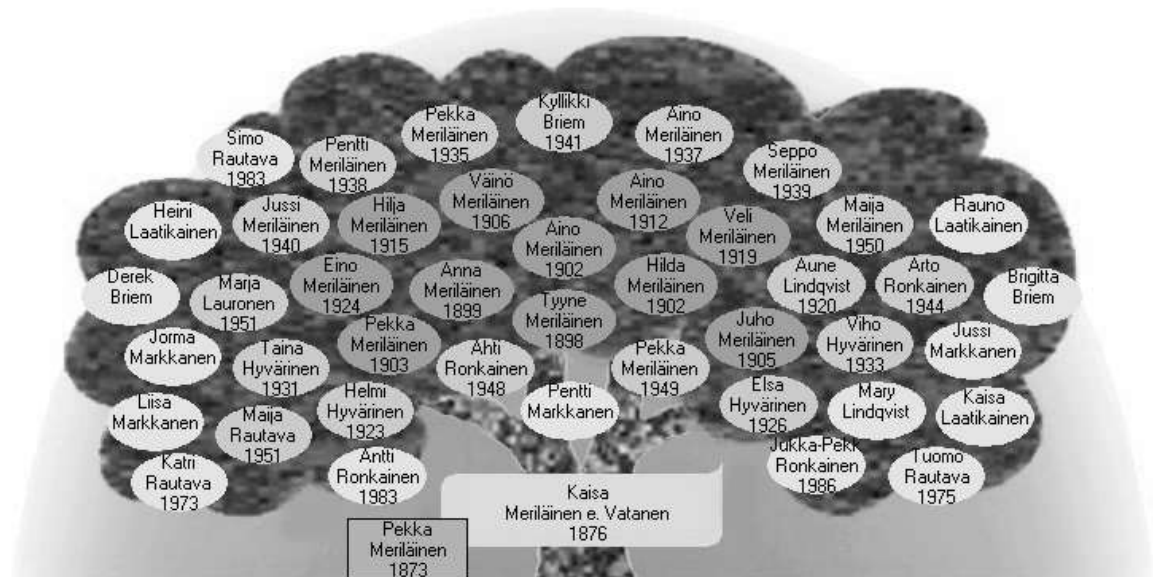 Pekka
Meriläinen
1935
Kyllikki
Briem
1941
Aino
Meriläinen
1937
Simo
Rautava
1983
Pentti
Meriläinen
1938
Seppo
Meriläinen
1939
Heini
Laatikainen
Jussi
Meriläinen
1940
Hilja
Meriläinen
1915
Väinö
Meriläinen
1906
Aino
Meriläinen
1902
Aino
Meriläinen
1912
Veli
Meriläinen
1919
Maija
Meriläinen
1950
Rauno
Laatikainen
Derek
Briem
Marja
Lauronen
1951
Eino
Meriläinen
1924
Anna
Meriläinen
1899
Tyyne
Meriläinen
1898
Hilda
Meriläinen
1902
Aune
Lindqvist
1920
Arto
Ronkainen
1944
Brigitta
Briem
Jorma
Markkanen
Taina
Hyvärinen
1931
Pekka
Meriläinen
1903
Ahti
Ronkainen
1948
Pentti
Markkanen
Pekka
Meriläinen
1949
Juho
Meriläinen
1905
Viho
Hyvärinen
1933
Jussi
Markkanen
Liisa
Markkanen
Maija
Rautava
1951
Helmi
Hyvärinen
1923
Elsa
Hyvärinen
1926
Mary
Lindqvist
Kaisa
Laatikainen
Katri
Rautava
1973
Antti
Ronkainen
1983
Jukka-Pekk
Ronkainen
1986
Tuomo
Rautava
1975
Kaisa
Meriläinen e. Vatanen
1876
Pekka
Meriläinen
1873